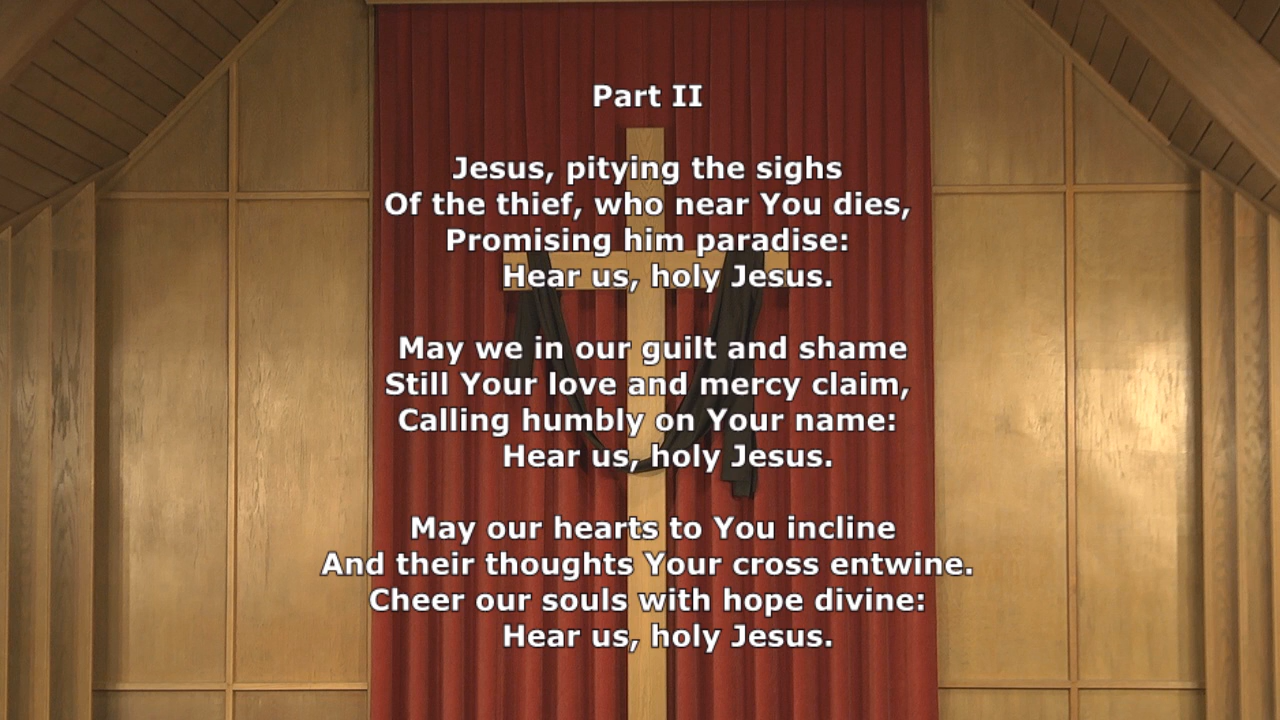 Part II
Jesus, pitying the sighs
Of the thief, who near You dies,
Promising him paradise:
Hear us, holy Jesus.
May we in our guilt and shame
Still Your love and mercy claim,
Calling humbly on Your name:
Hear us, holy Jesus.
May our hearts to You incline
And their thoughts Your cross entwine.
Cheer our souls with hope divine:
Hear us, holy Jesus.